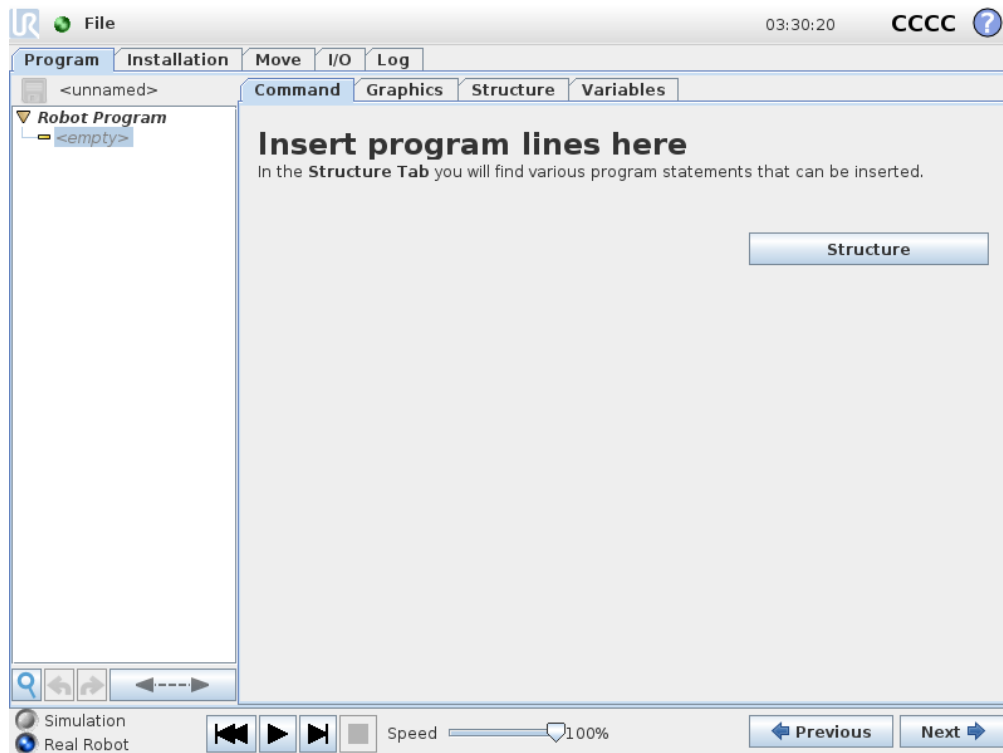 UR File 03:30:20 CCCC ?
Program Installation Move I/O Log
<unnamed> Command Graphics Structure Variables
Robot Program
<empty>
Insert program lines here
In the Structure Tab you will find various program statements that can be inserted.
Structure
Simulation
Real Robot
Speed 100%
Previous Next